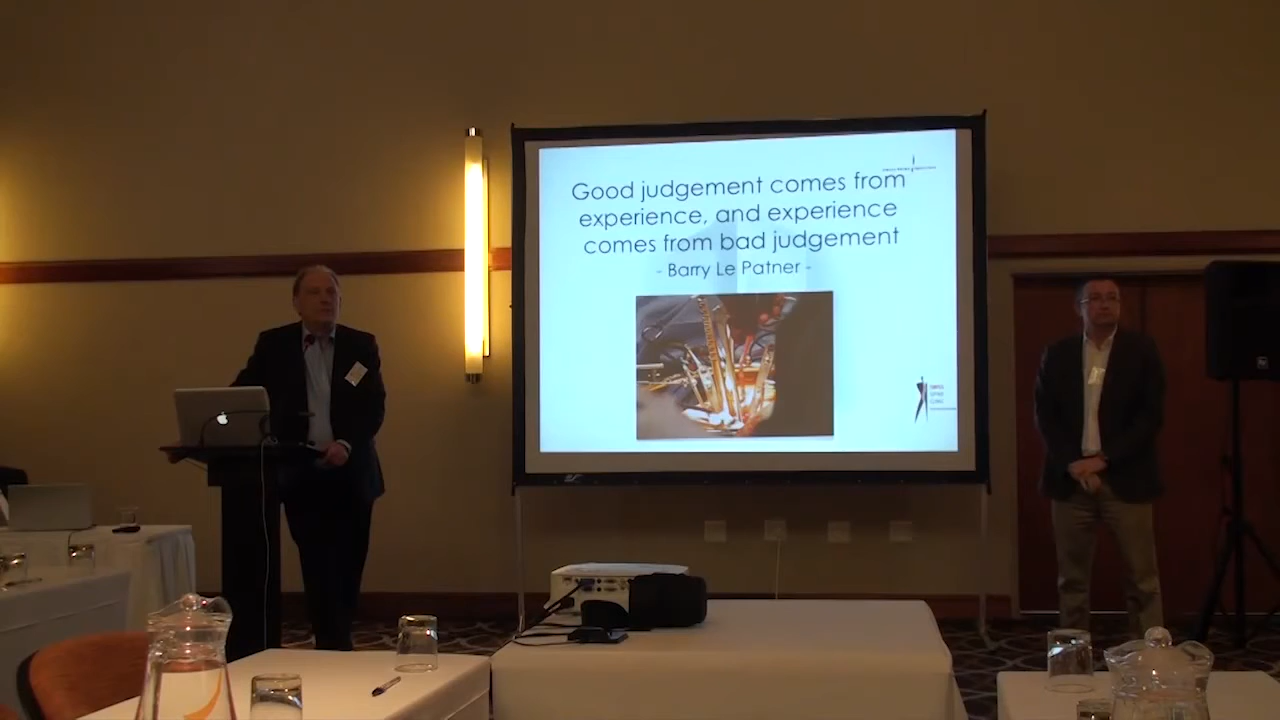 Good judgement comes from
experience, and experience
comes from bad judgement
- Barry Le Patner -